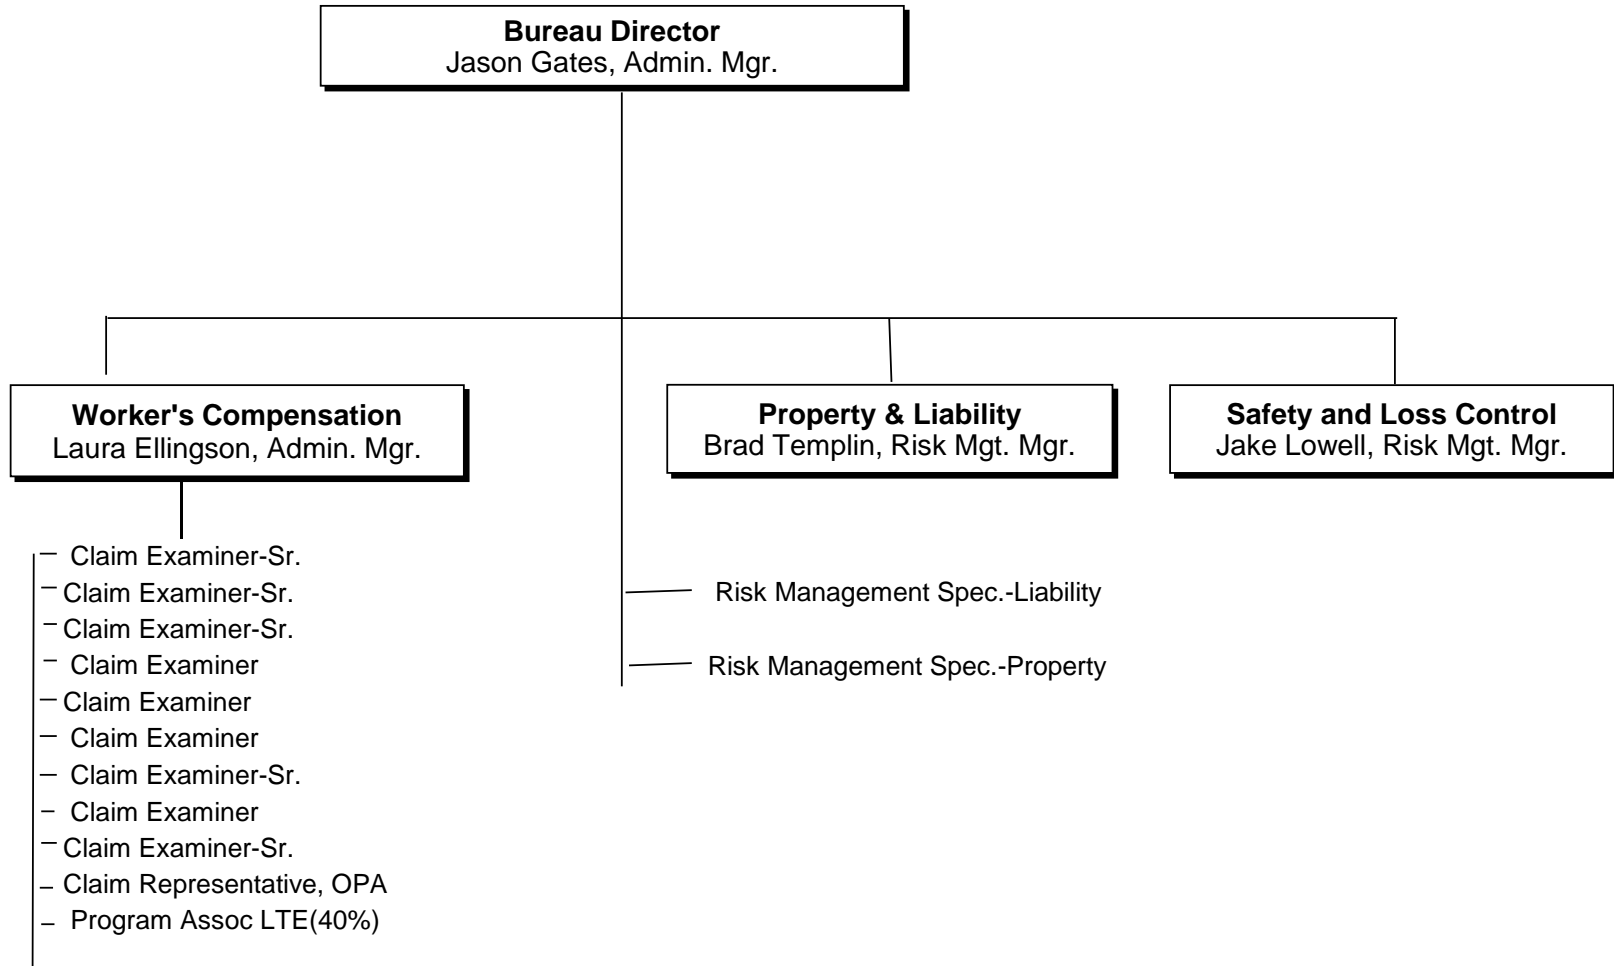 Bureau Director
Jason Gates, Admin. Mgr.
Worker's Compensation
Laura Ellingson, Admin. Mgr.
Property & Liability
Brad Templin, Risk Mgt. Mgr.
Safety and Loss Control
Jake Lowell, Risk Mgt. Mgr.
Claim Examiner-Sr.
Claim Examiner-Sr.
Claim Examiner-Sr.
Claim Examiner
Claim Examiner
Claim Examiner
Claim Examiner-Sr.
Claim Examiner
Claim Examiner-Sr.
Claim Representative, OPA
Program Assoc LTE(40%)
Risk Management Spec.-Liability
Risk Management Spec.-Property